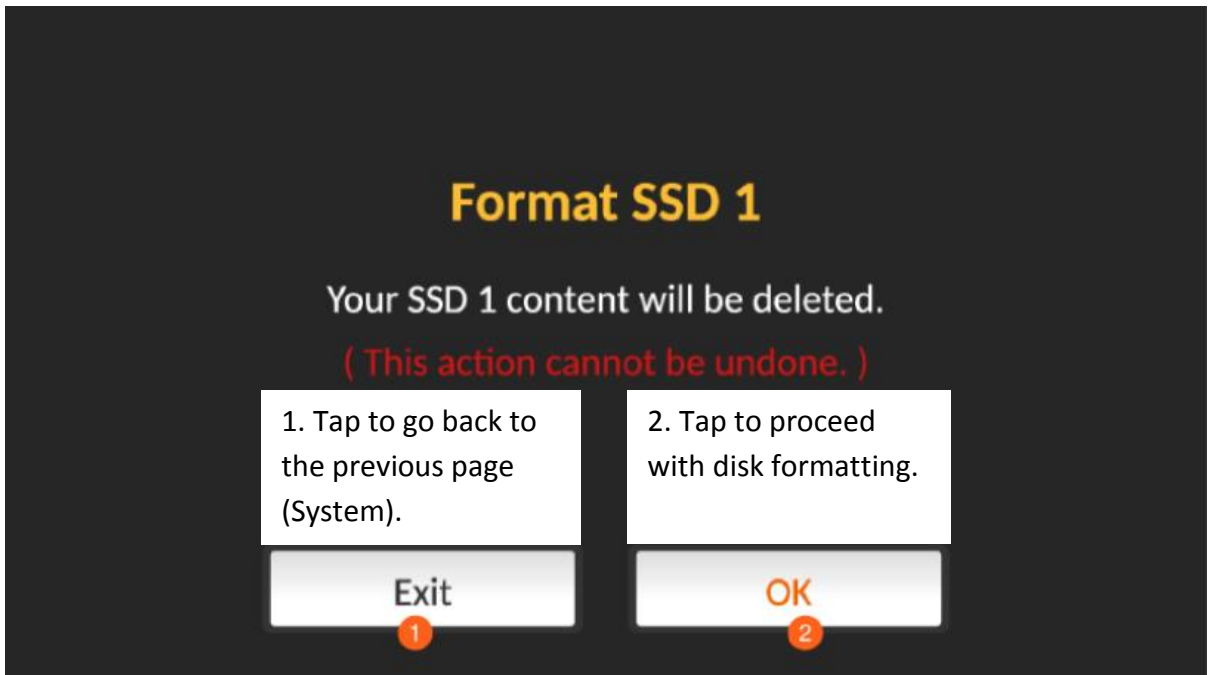 Format SSD 1
Your SSD 1 content will be deleted.
( This action cannot be undone. )
1. Tap to go back to
the previous page
(System).
2. Tap to proceed
with disk formatting.
Exit
1
OK
2